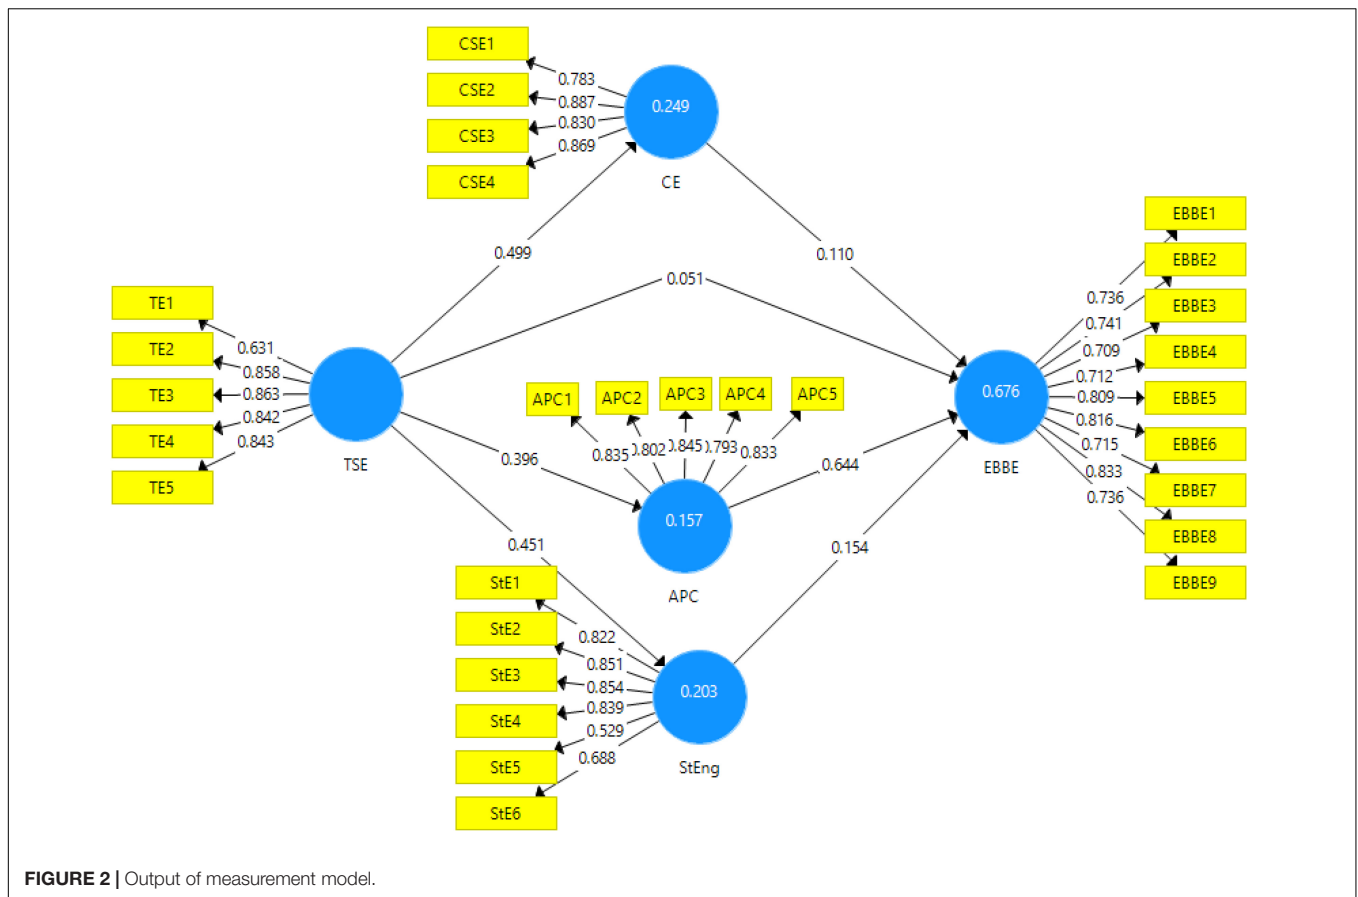 CSE1
CSE2
CSE3
CSE4
0.783
0.887
0.830
0.869
0.249
CE
0.499
0.110
0.051
TE1
TE2
TE3
TE4
TE5
0.631
0.858
0.863
0.842
0.843
TSE
0.396
0.451
APC1
APC2
APC3
APC4
APC5
0.835
0.802
0.845
0.793
0.833
0.157
APC
0.644
0.154
StE1
StE2
StE3
StE4
StE5
StE6
0.822
0.851
0.854
0.839
0.529
0.688
0.203
StEng
0.676
EBBE
0.736
0.741
0.709
0.712
0.809
0.816
0.715
0.833
0.736
EBBE1
EBBE2
EBBE3
EBBE4
EBBE5
EBBE6
EBBE7
EBBE8
EBBE9
FIGURE 2 | Output of measurement model.